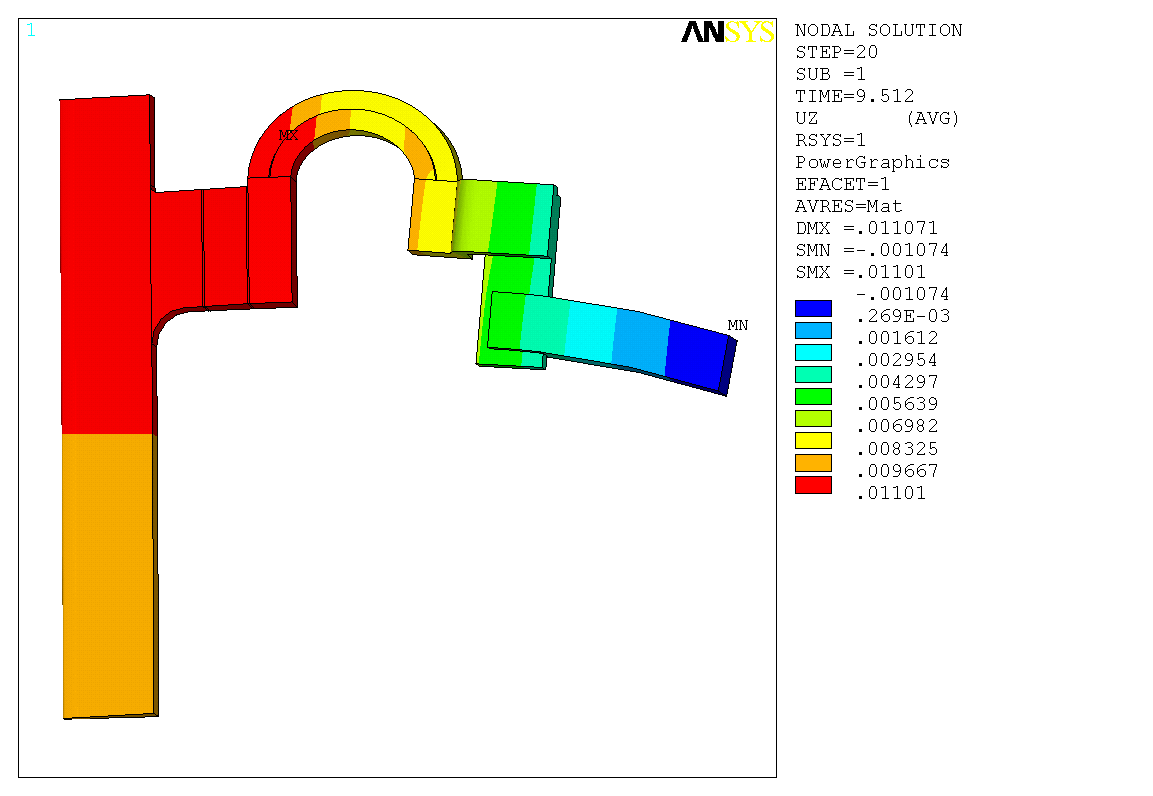 1
ANSYS
NODAL SOLUTION
STEP=20
SUB =1
TIME=9.512
UZ (AVG)
RSYS=1
PowerGraphics
EFACET=1
AVRES=Mat
DMX =.011071
SMN =-.001074
SMX =.01101
-.001074
.269E-03
.001612
.002954
.004297
.005639
.006982
.008325
.009667
.01101
MX
MN